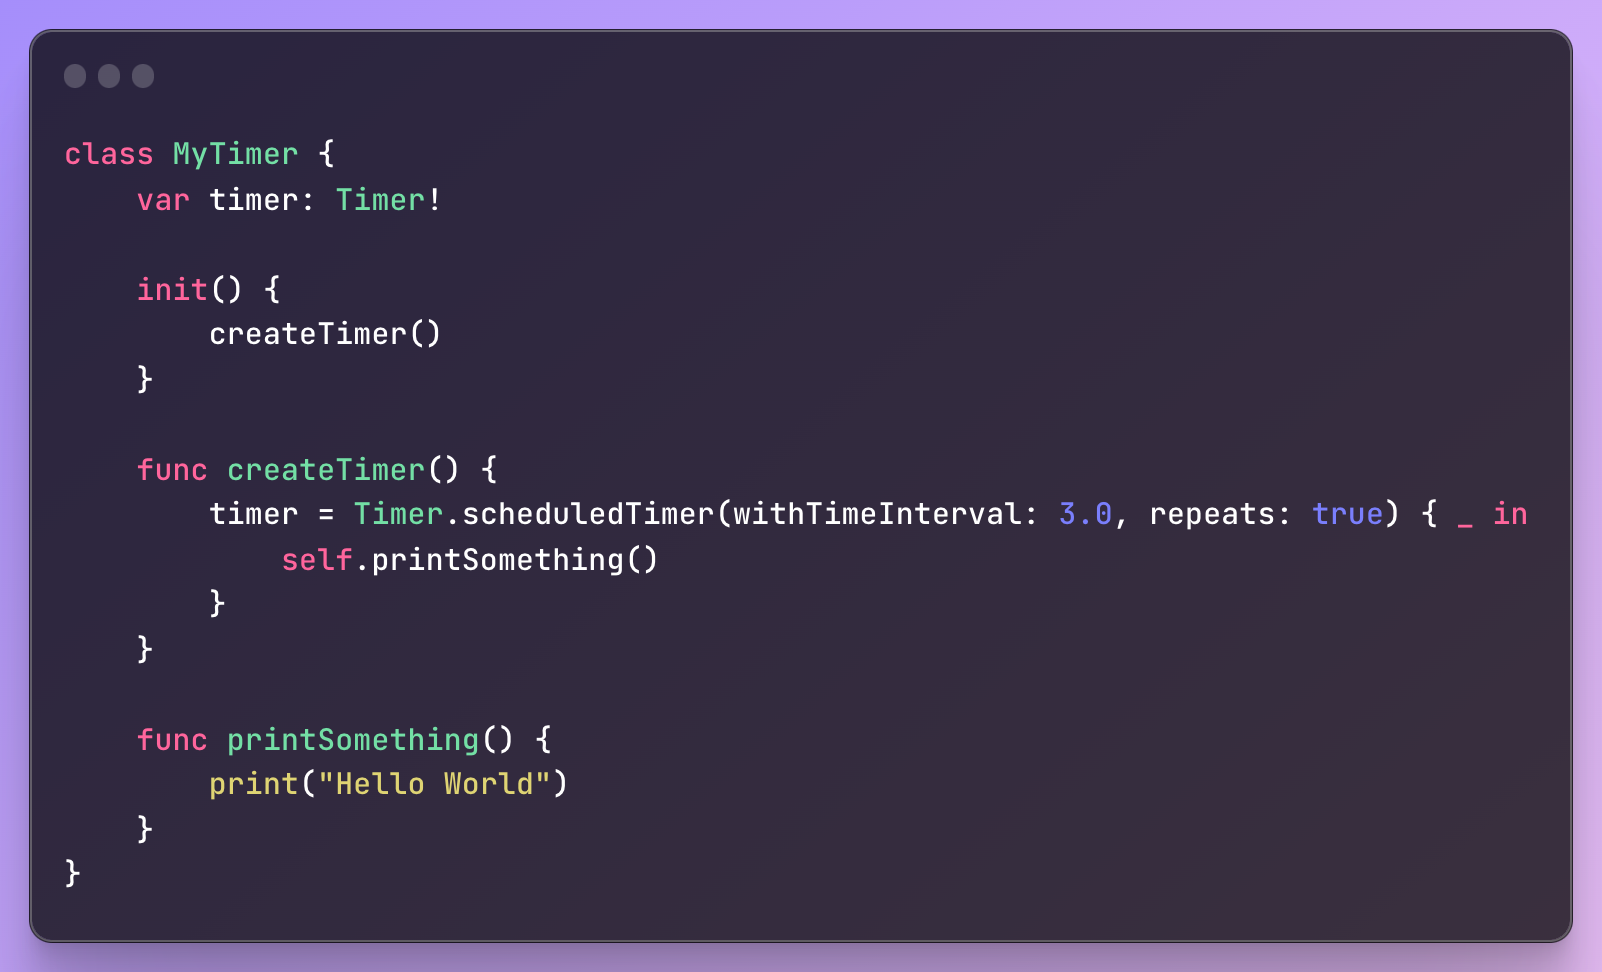 class MyTimer {
    var timer: Timer!

    init() {
        createTimer()
    }

    func createTimer() {
        timer = Timer.scheduledTimer(withTimeInterval: 3.0, repeats: true) { _ in
            self.printSomething()
        }
    }

    func printSomething() {
        print("Hello World")
    }
}